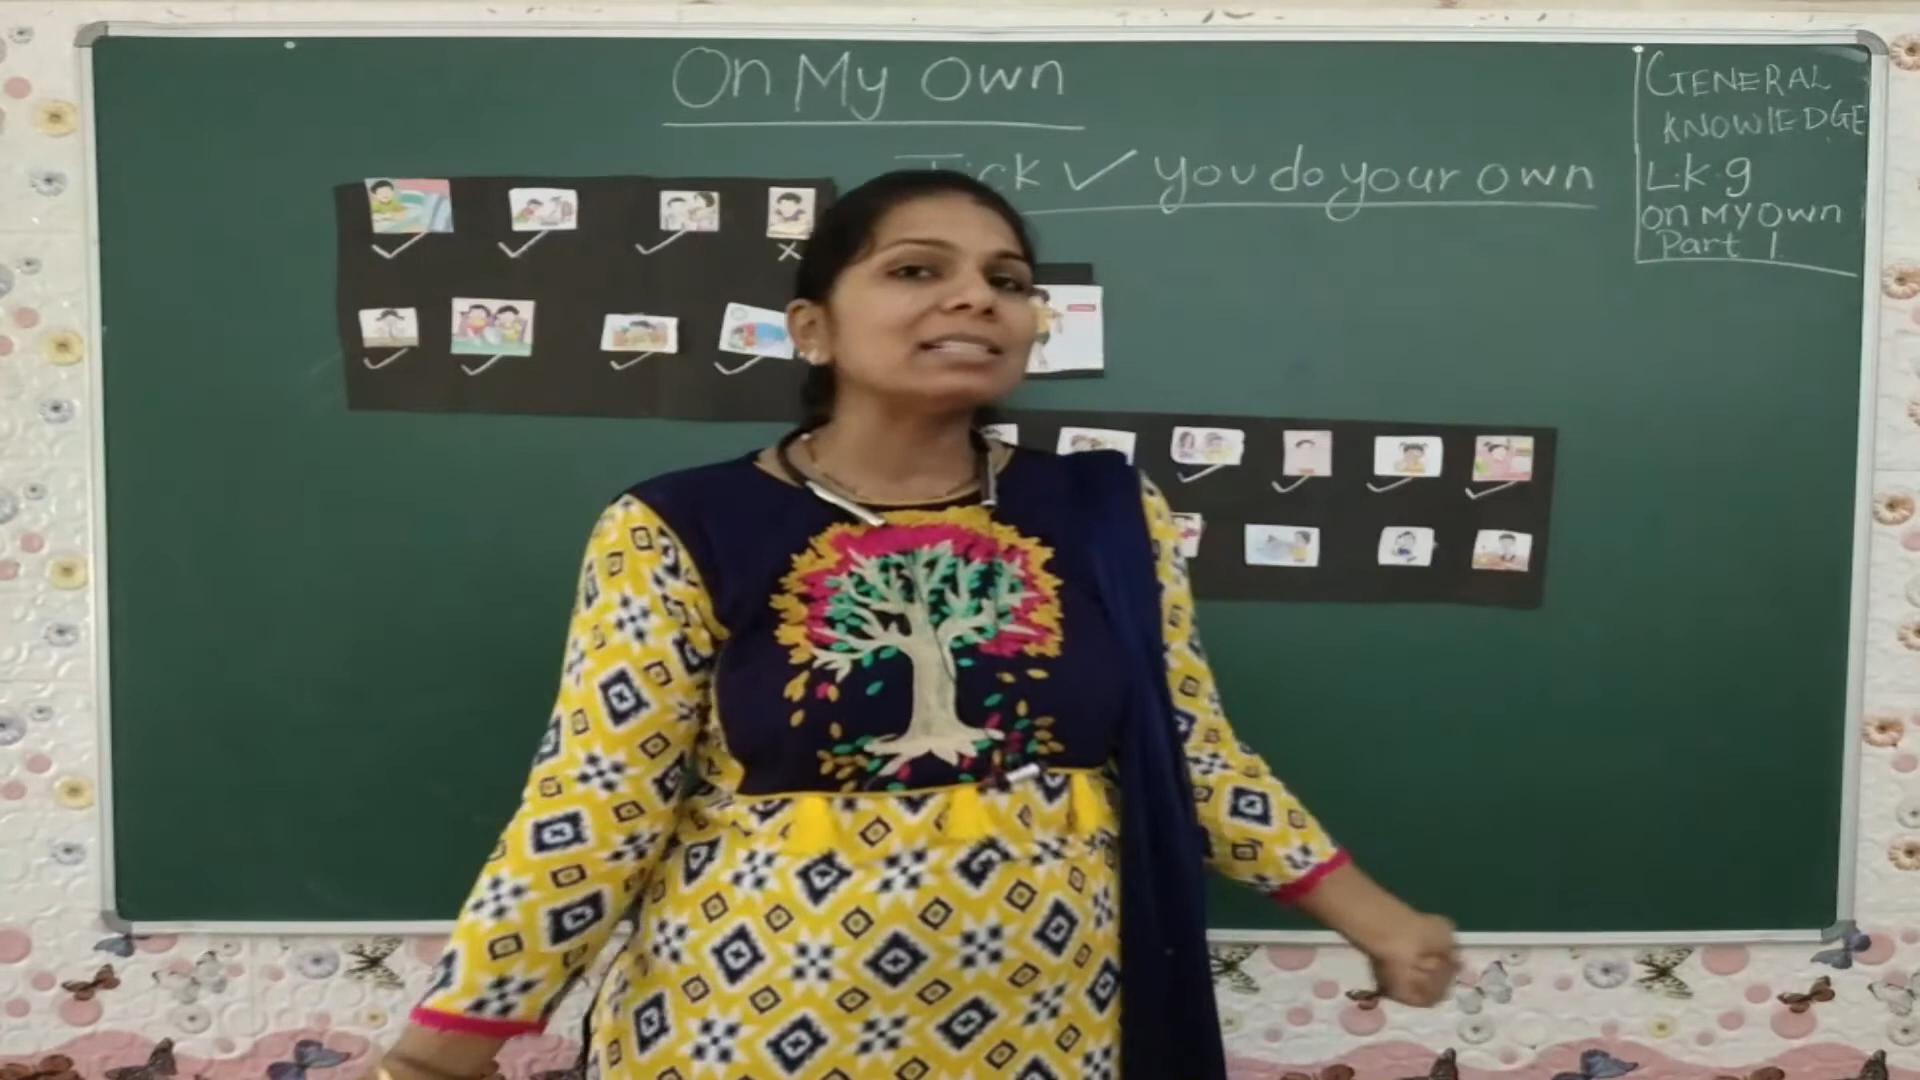 On My Own
Tick ✓ you do your own
GENERAL
KNOWLEDGE
L.k.g
on MY own
Part 1